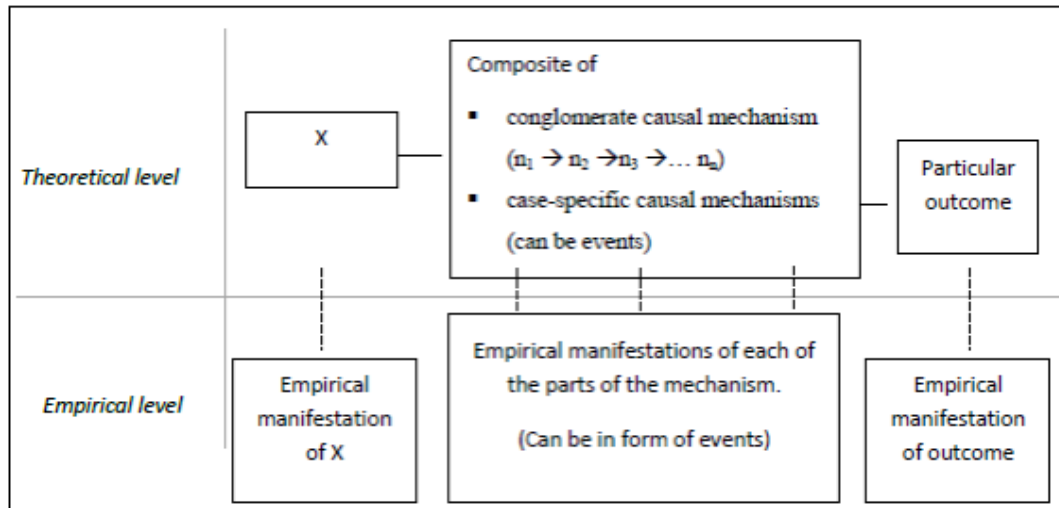 Theoretical level
X
Composite of
▪ conglomerate causal mechanism
(n₁ → n₂ →n₃ →… nₙ)
▪ case-specific causal mechanisms
(can be events)
Particular
outcome
Empirical level
Empirical
manifestation
of X
Empirical manifestations of each of
the parts of the mechanism.
(Can be in form of events)
Empirical
manifestation
of outcome